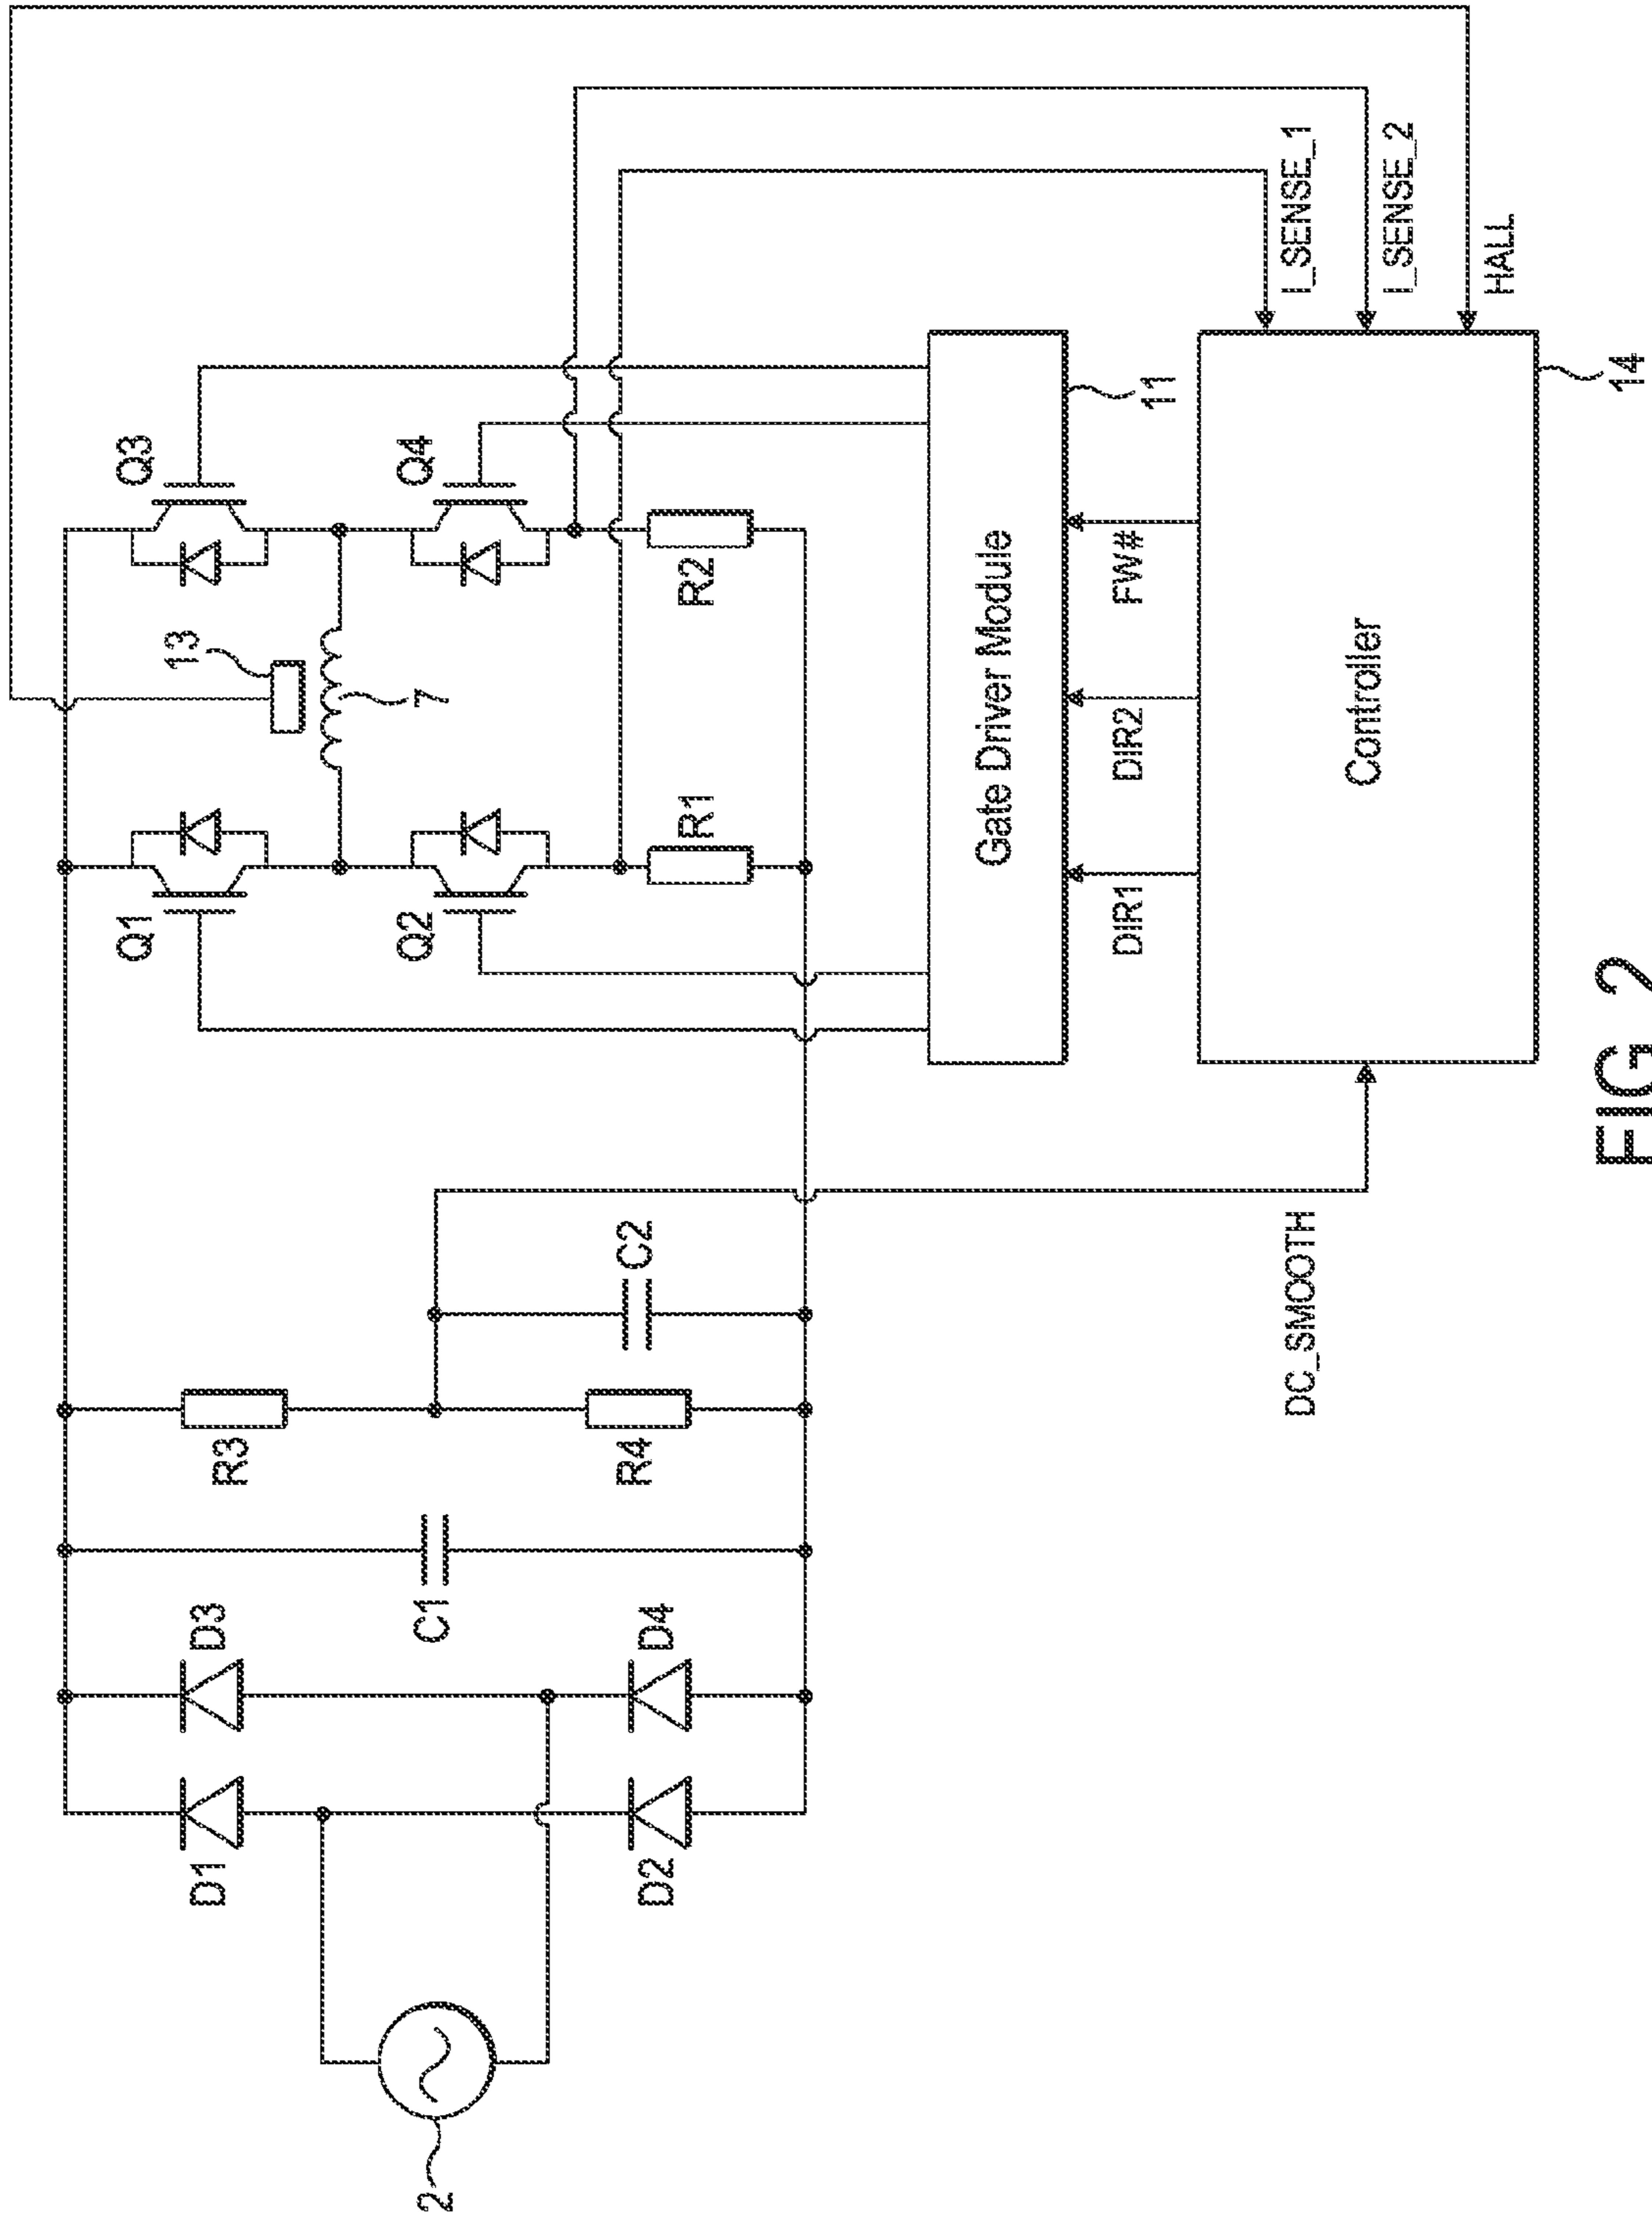 2
D1
D2
D3
D4
C1
R3
R4
C2
DC_SMOOTH
Q1
Q2
Q3
Q4
13
7
R1
R2
Gate Driver Module
11
DIR1
DIR2
FW#
Controller
14
I_SENSE_1
I_SENSE_2
HALL
FIG 2